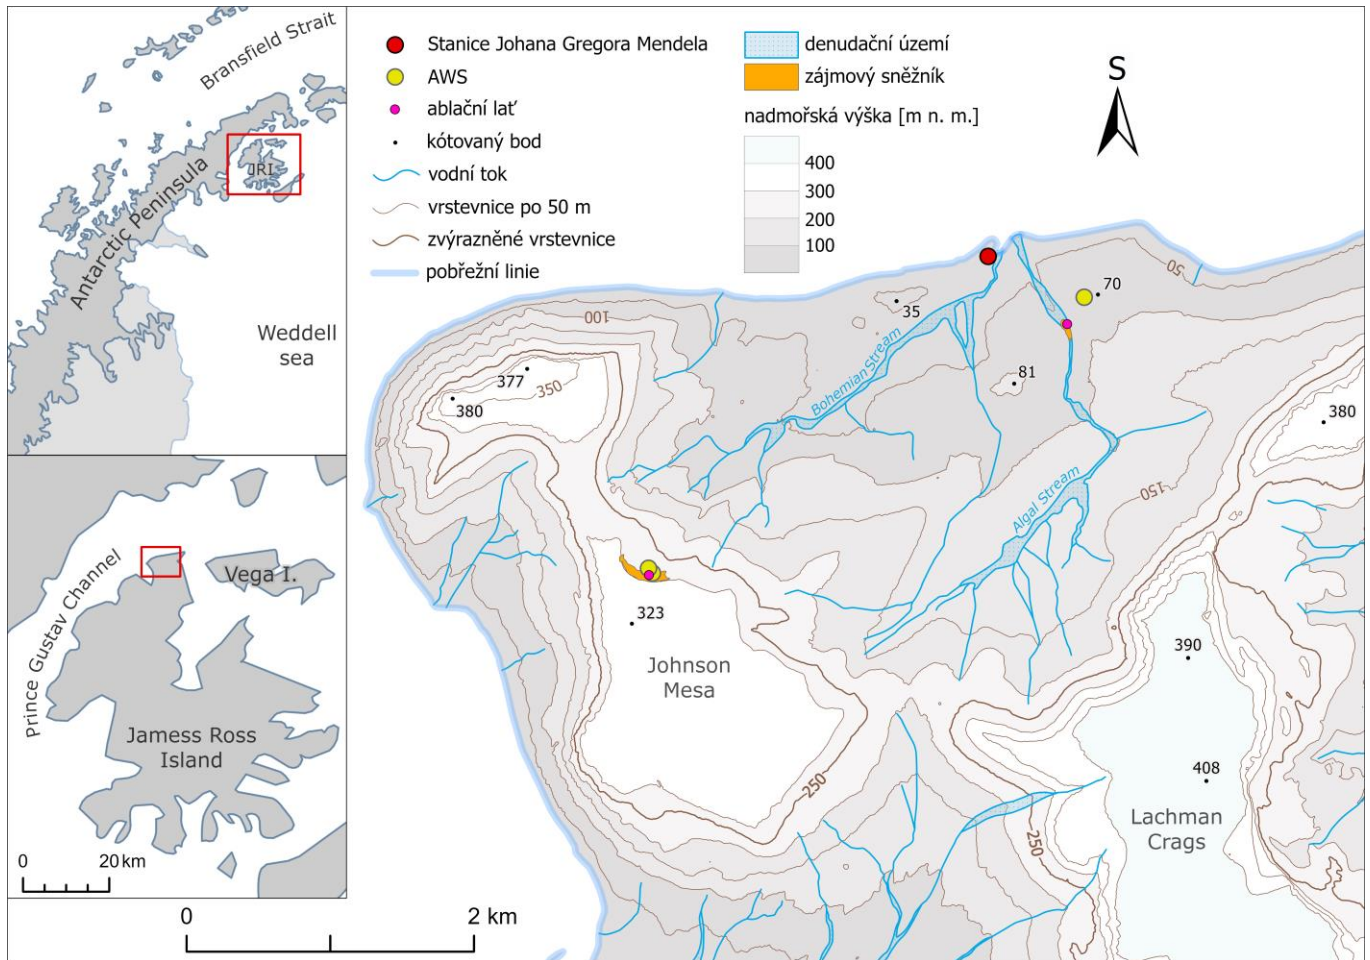 Bransfield Strait
JRI
Antarctic Peninsula
Weddell
sea
Prince Gustav Channel
Vega I.
Jamess Ross
Island
0
20 km
Stanice Johana Gregora Mendela
AWS
ablační lať
kótovaný bod
vodní tok
vrstevnice po 50 m
zvýrazněné vrstevnice
pobřežní linie
denudační území
zájmový sněžník
nadmořská výška [m n. m.]
400
300
200
100
S
50
70
35
100
81
377
350
380
380
Bohemian Stream
Algal Stream
150
323
Johnson
Mesa
390
408
Lachman
Crags
250
250
0
2 km